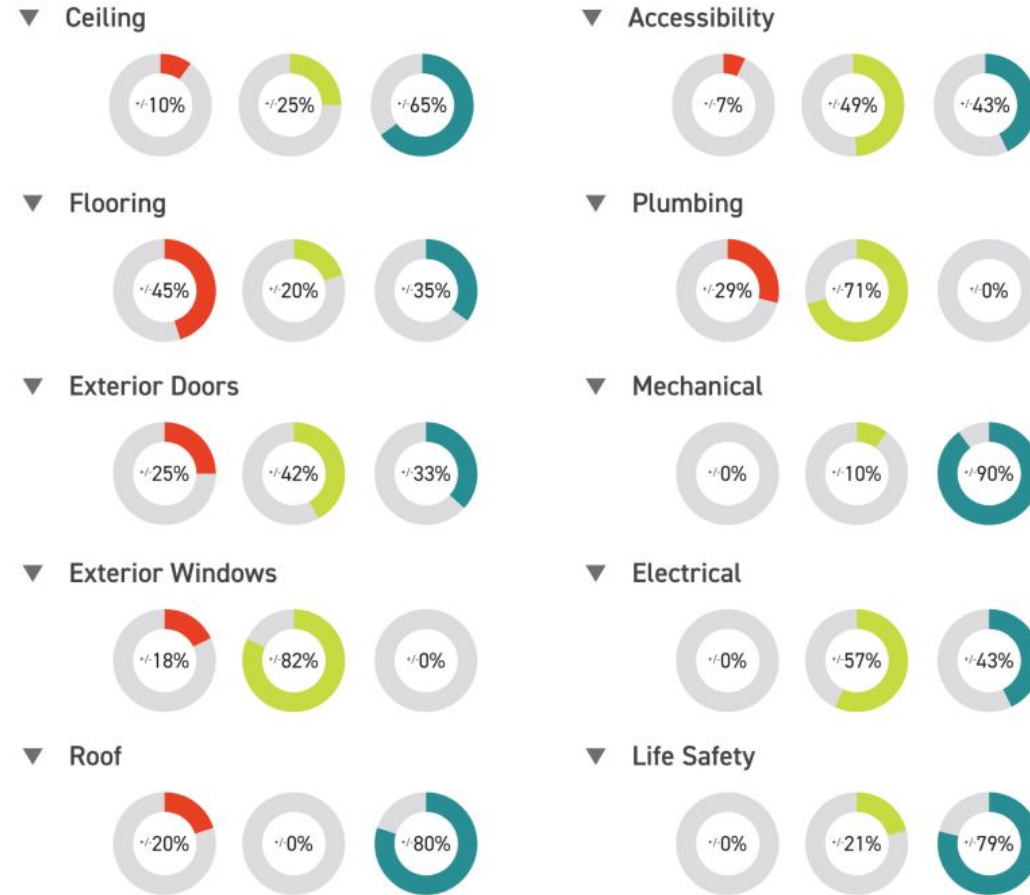 Ceiling
+/-10% +/-25% +/-65%
Flooring
+/-45% +/-20% +/-35%
Exterior Doors
+/-25% +/-42% +/-33%
Exterior Windows
+/-18% +/-82% +/-0%
Roof
+/-20% +/-0% +/-80%
Accessibility
+/-7% +/-49% +/-43%
Plumbing
+/-29% +/-71% +/-0%
Mechanical
+/-0% +/-10% +/-90%
Electrical
+/-0% +/-57% +/-43%
Life Safety
+/-0% +/-21% +/-79%